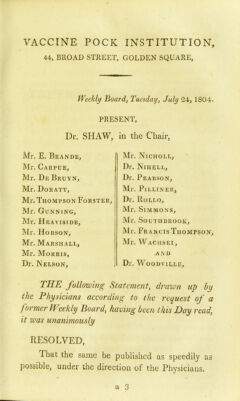 VACCINE POCK INSTITUTION,
44, BROAD STREET, GOLDEN SQUARE,
Weekly Board, Tuesday, July 24, 1804.
PRESENT,
Dr. SHAW, in the Chair,
Mr. E. BRANDE,
Mr. CARPUE,
Mr. DE BRUYN,
Mr. DORATT,
Mr. THOMPSON FORSTER,
Mr. GUNNING,
Mr. HEAVISIDE,
Mr. HOBSON,
Mr. MARSHALL,
Mr. MORRIS,
Dr. NELSON,
Mr. NICHOLL,
Dr. NIHELL,
Dr. PEARSON,
Mr. PILLINER,
Dr. ROLLO,
Mr. SIMMONS,
Mr. SOUTHBROOK,
Mr. FRANCIS THOMPSON,
Mr. WACHSEI,
AND
Dr. WOODVILLE,
THE following Statement, drawn up by
the Physicians according to the request of a
former Weekly Board, having been this Day read,
it was unanimously
RESOLVED,
That the same be published as speedily as
possible, under the direction of the Physicians.
a 3